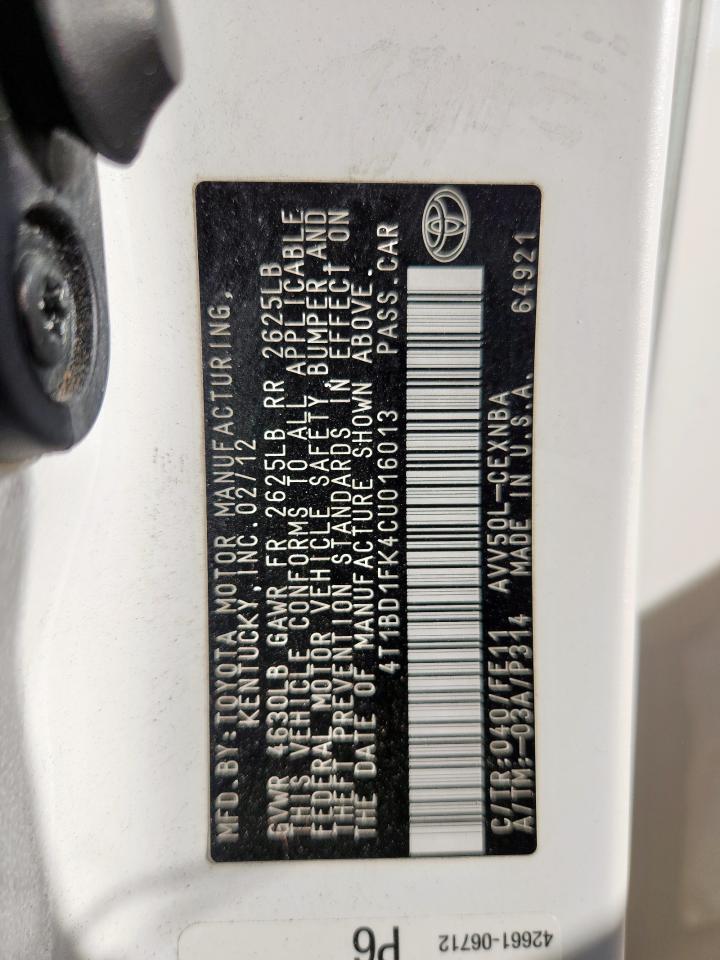 MFD.BY:TOYOTA MOTOR MANUFACTURING,
KENTUCKY,INC.02/12
GVWR 4630LB GAWR FR 2625LB RR 2625LB
THIS VEHICLE CONFORMS TO ALL APPLICABLE
FEDERAL MOTOR VEHICLE SAFETY,BUMPER AND
THEFT PREVENTION STANDARDS IN EFFECT ON
THE DATE OF MANUFACTURE SHOWN ABOVE.
4T1BD1FK4CU016013 PASS.CAR
C/TR:040/FE11 AVV50L-CEXNBA
A/TM:-03A/P314 MADE IN U.S.A. 64921
P6
42661-06712